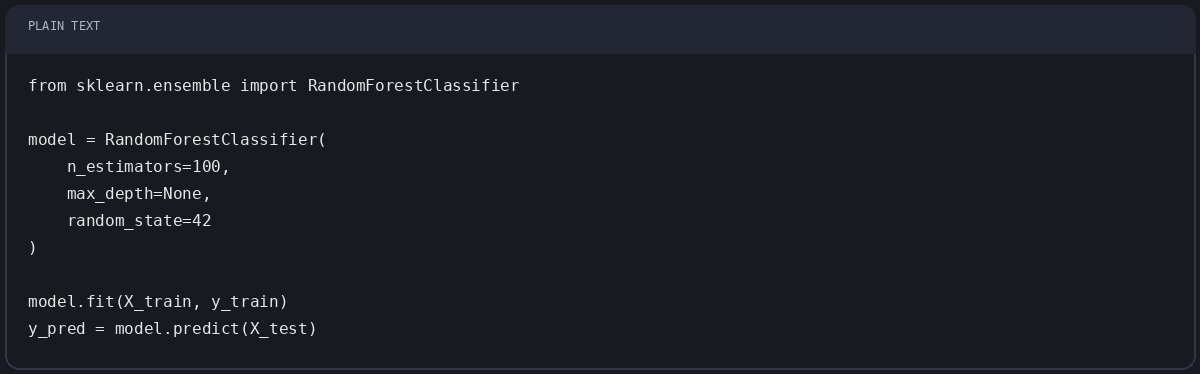 PLAIN TEXT
from sklearn.ensemble import RandomForestClassifier
model = RandomForestClassifier(
    n_estimators=100,
    max_depth=None,
    random_state=42
)
model.fit(X_train, y_train)
y_pred = model.predict(X_test)